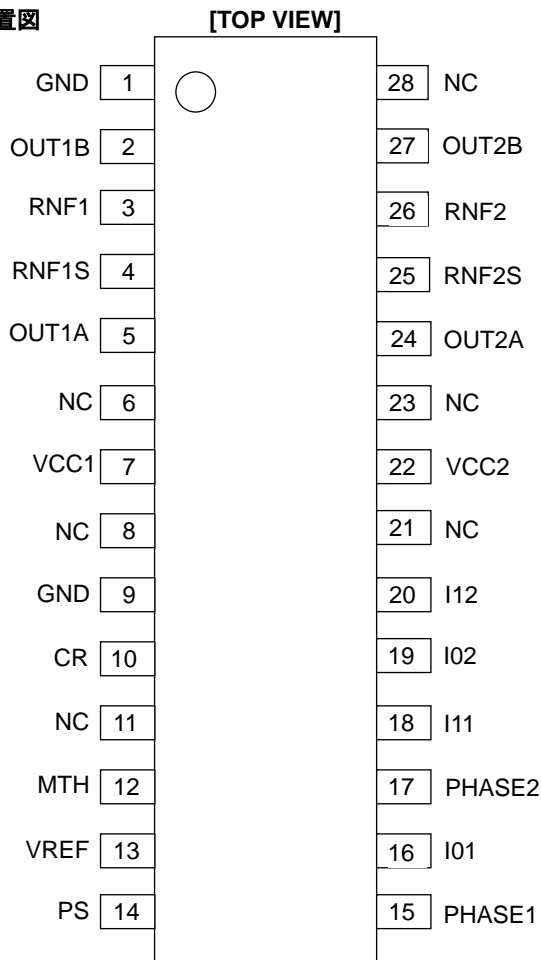 置図 [TOP VIEW]
GND 1 28 NC
OUT1B 2 27 OUT2B
RNF1 3 26 RNF2
RNF1S 4 25 RNF2S
OUT1A 5 24 OUT2A
NC 6 23 NC
VCC1 7 22 VCC2
NC 8 21 NC
GND 9 20 I12
CR 10 19 I02
NC 11 18 I11
MTH 12 17 PHASE2
VREF 13 16 I01
PS 14 15 PHASE1